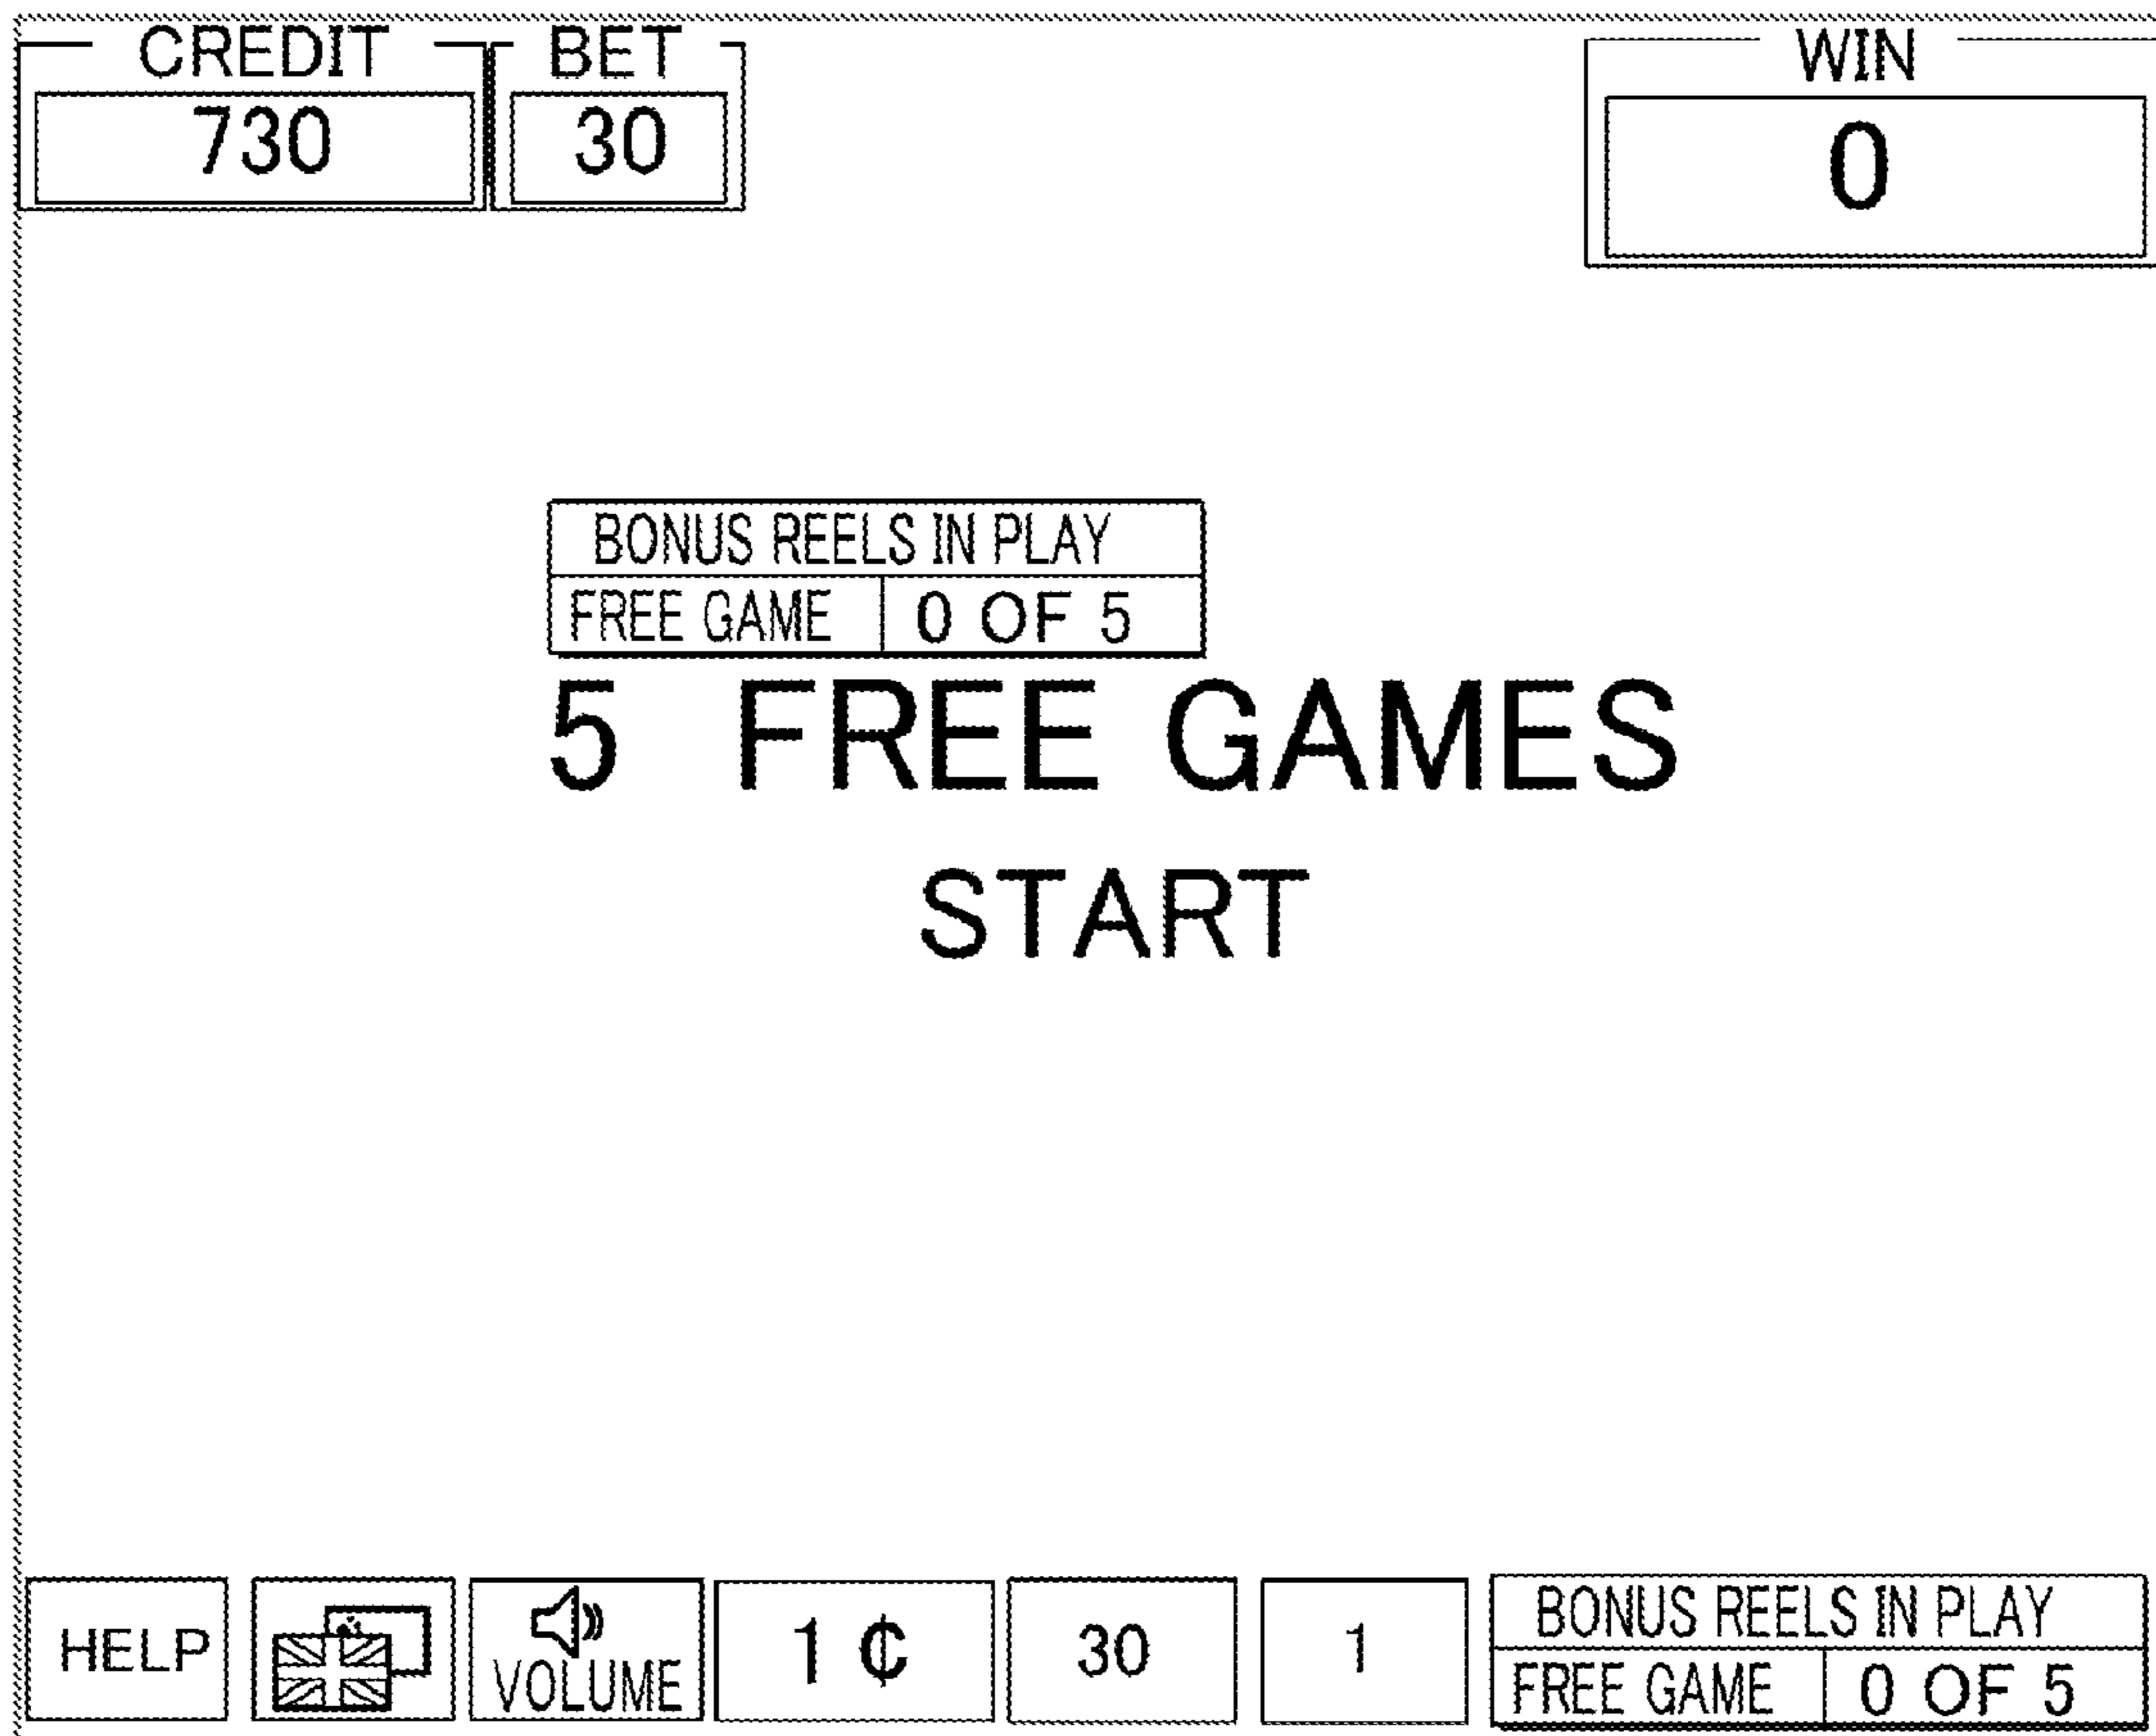 CREDIT BET WIN
730 30 0
BONUS REELS IN PLAY
FREE GAME 0 OF 5
5 FREE GAMES
START
HELP VOLUME 1 ¢ 30 1
BONUS REELS IN PLAY
FREE GAME 0 OF 5